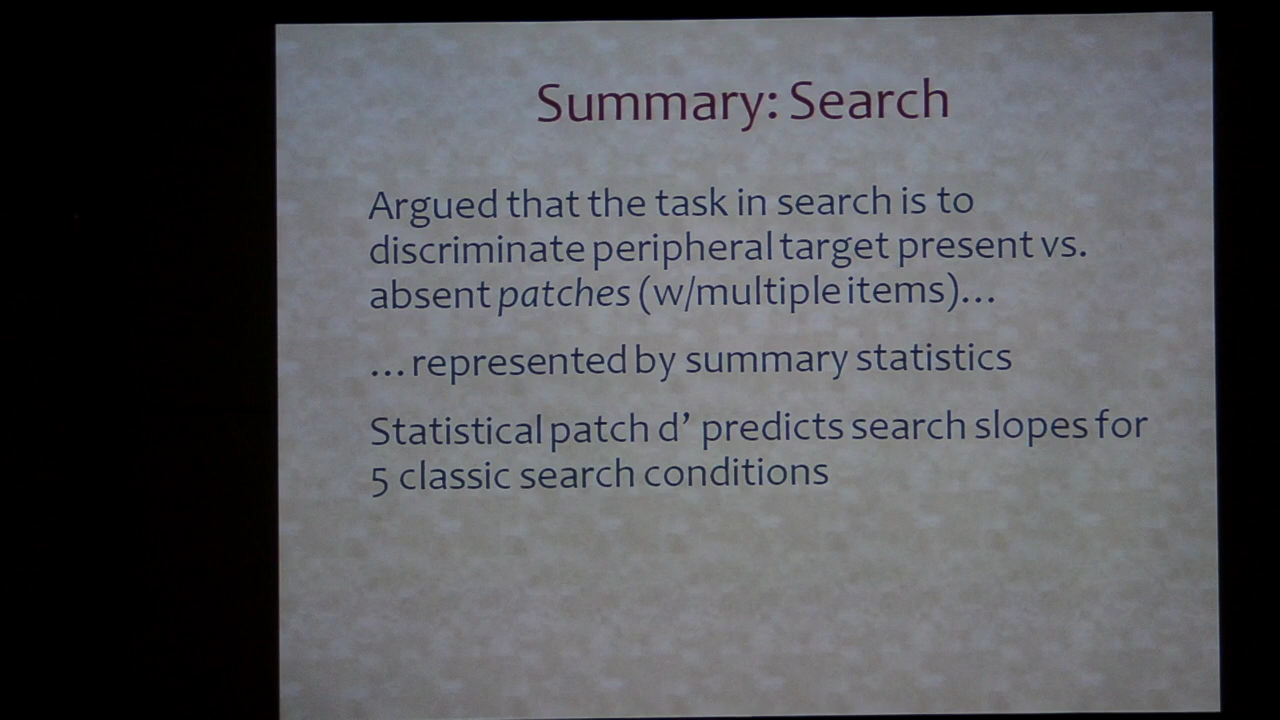 Summary: Search
Argued that the task in search is to
discriminate peripheral target present vs.
absent patches (w/multiple items)…
…represented by summary statistics
Statistical patch d’ predicts search slopes for
5 classic search conditions